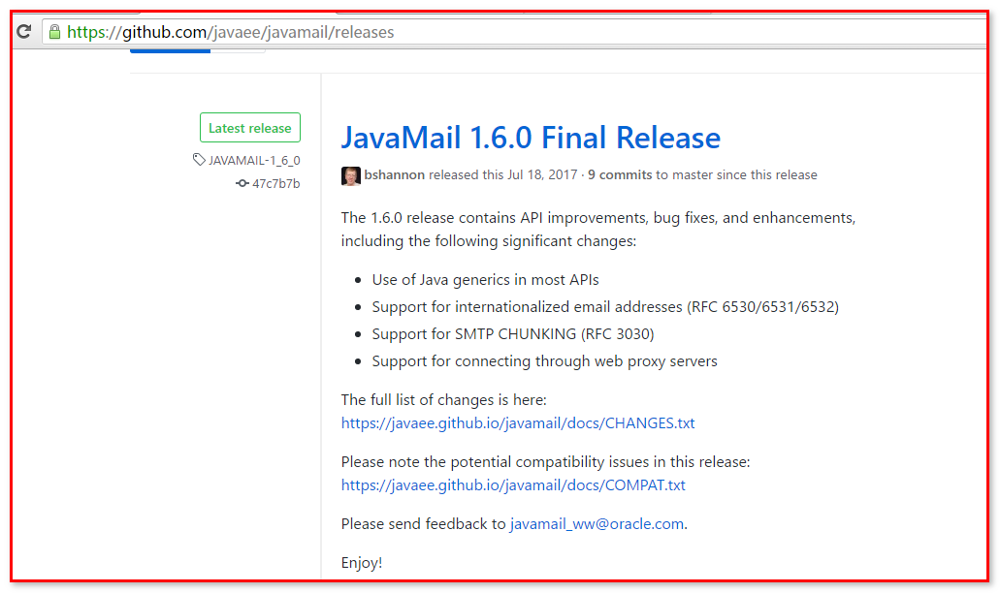 https://github.com/javaee/javamail/releases
Latest release
JAVAMAIL-1_6_0
47c7b7b
JavaMail 1.6.0 Final Release
bshannon released this Jul 18, 2017 · 9 commits to master since this release
The 1.6.0 release contains API improvements, bug fixes, and enhancements,
including the following significant changes:
• Use of Java generics in most APIs
• Support for internationalized email addresses (RFC 6530/6531/6532)
• Support for SMTP CHUNKING (RFC 3030)
• Support for connecting through web proxy servers
The full list of changes is here:
https://javaee.github.io/javamail/docs/CHANGES.txt
Please note the potential compatibility issues in this release:
https://javaee.github.io/javamail/docs/COMPAT.txt
Please send feedback to javamail_ww@oracle.com.
Enjoy!